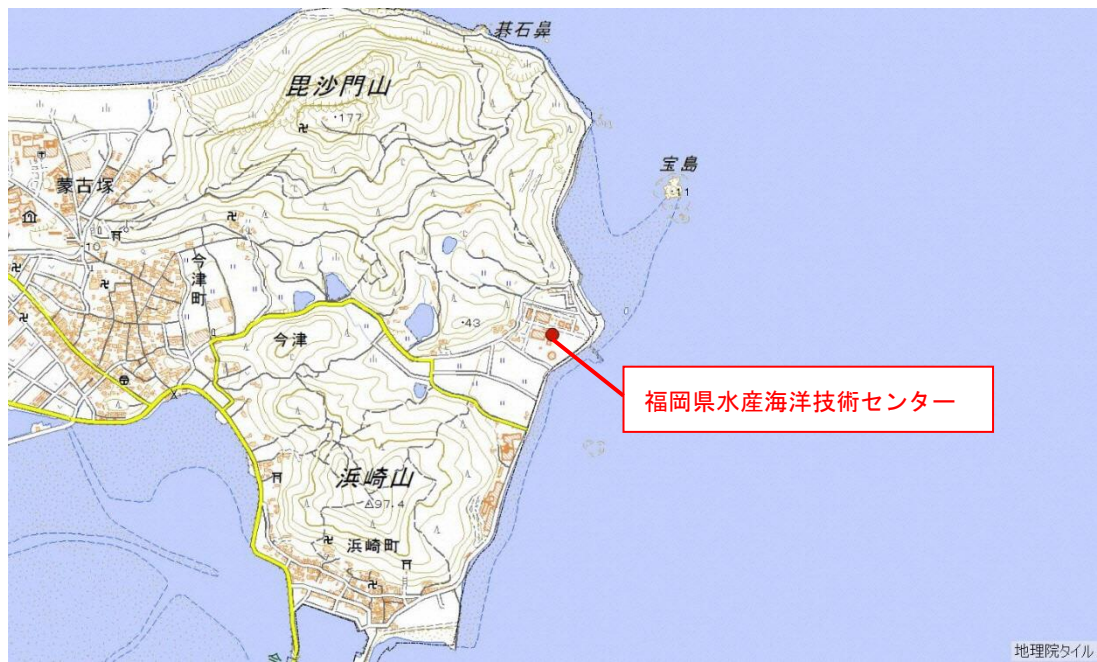 碁石鼻
毘沙門山
・177
宝島
・11
蒙古塚
・10
今津町
今津
・43
福岡県水産海洋技術センター
浜崎山
△97.4
浜崎町
0
地理院タイル